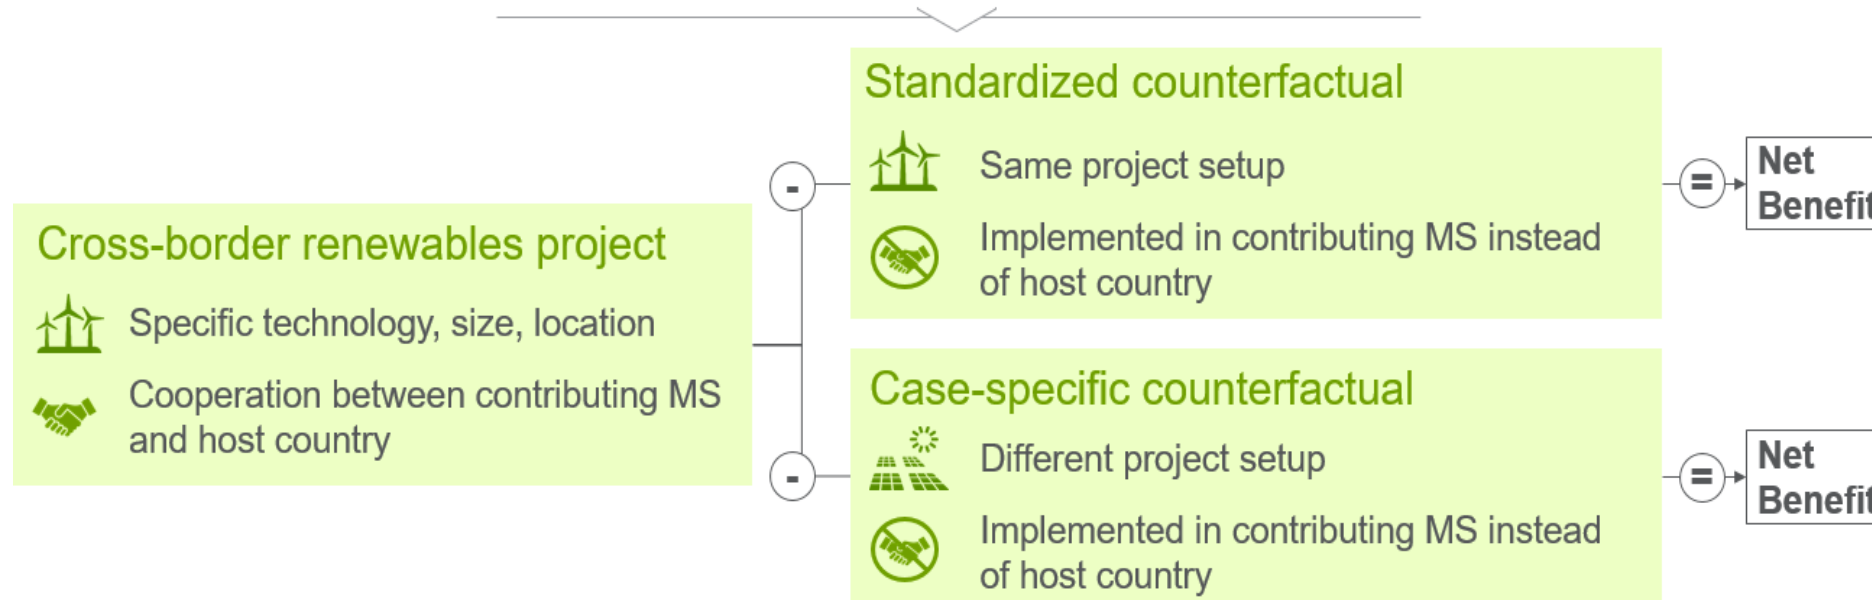 Cross-border renewables project
Specific technology, size, location
Cooperation between contributing MS
and host country
-
Standardized counterfactual
Same project setup
Implemented in contributing MS instead
of host country
=
Net
Benefit
-
Case-specific counterfactual
Different project setup
Implemented in contributing MS instead
of host country
=
Net
Benefit